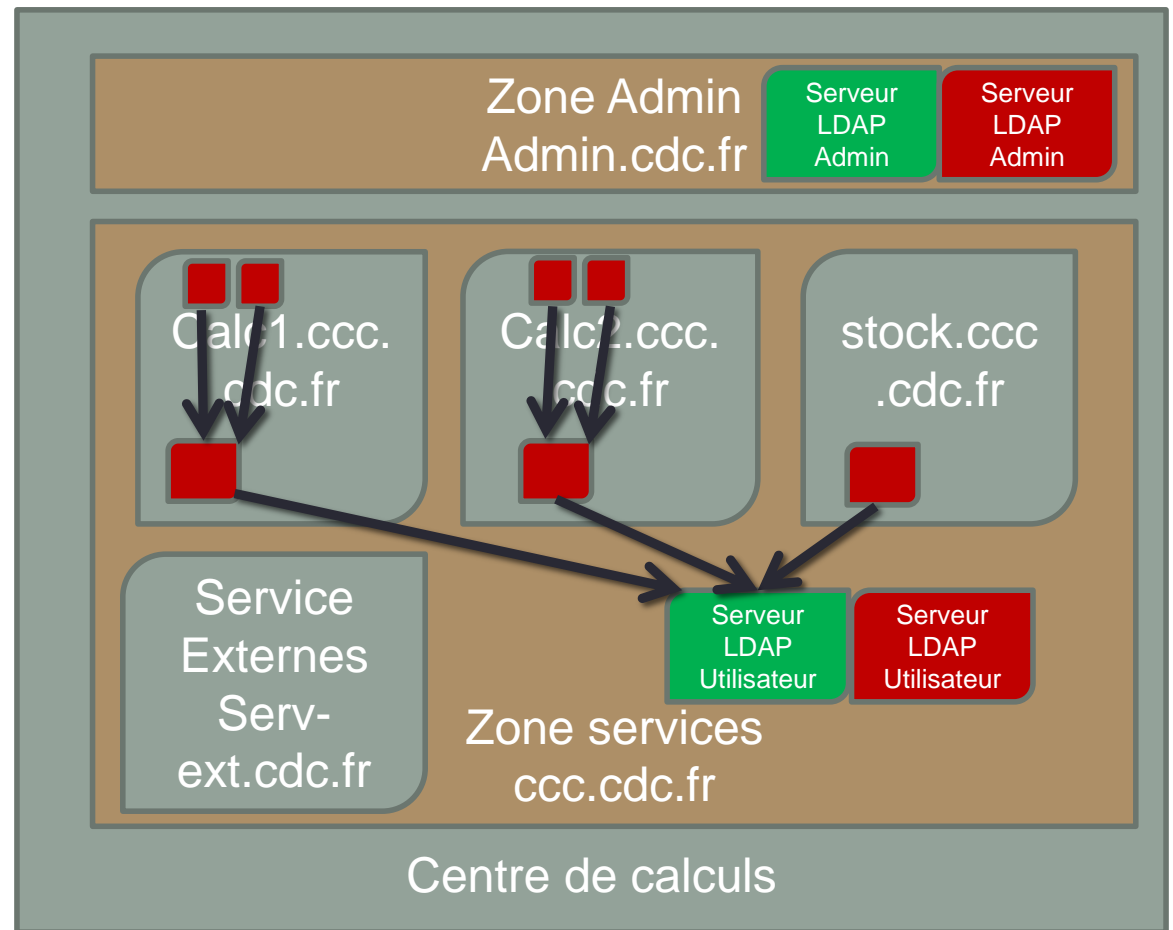 Zone Admin
Admin.cdc.fr
Serveur
LDAP
Admin
Serveur
LDAP
Admin
Calc1.ccc.
.cdc.fr
Calc2.ccc.
.cdc.fr
stock.ccc
.cdc.fr
Service
Externes
Serv-
ext.cdc.fr
Serveur
LDAP
Utilisateur
Serveur
LDAP
Utilisateur
Zone services
ccc.cdc.fr
Centre de calculs